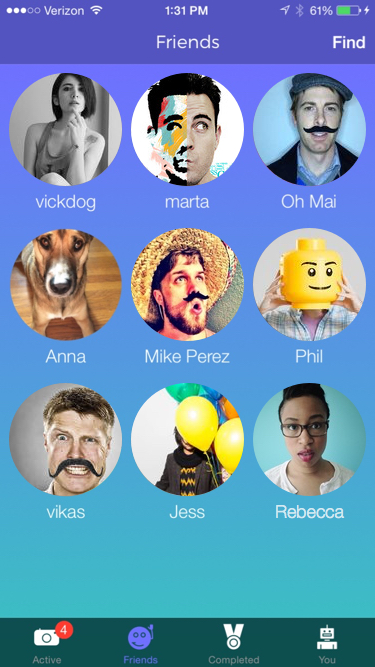 Verizon 1:31 PM 61%
Friends Find
vickdog marta Oh Mai
Anna Mike Perez Phil
vikas Jess Rebecca
4
Active Friends Completed You